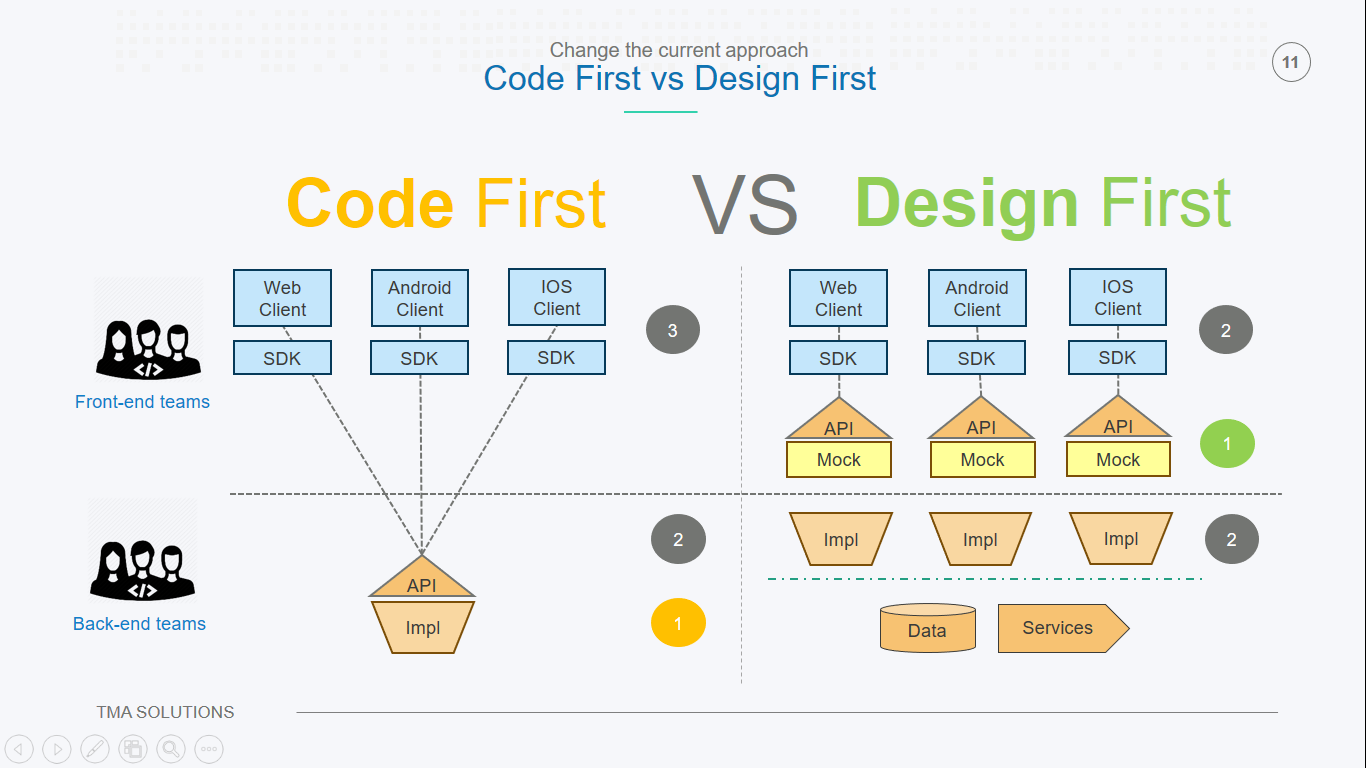 Change the current approach
Code First vs Design First
11
Code First VS Design First
Web
Client
Android
Client
IOS
Client
SDK
SDK
SDK
3
Front-end teams
API
Impl
2
1
Back-end teams
Web
Client
Android
Client
IOS
Client
SDK
SDK
SDK
2
API
API
API
Mock
Mock
Mock
1
Impl
Impl
Impl
2
Data
Services
TMA SOLUTIONS